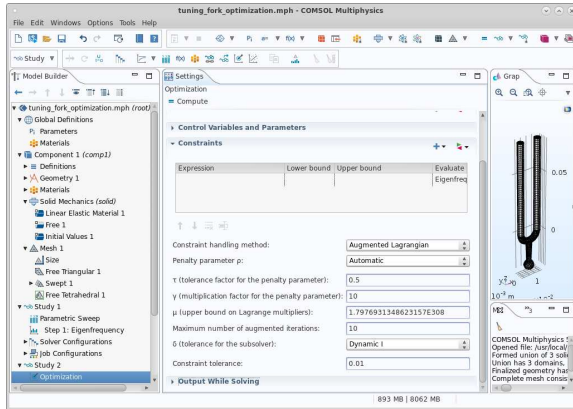 tuning_fork_optimization.mph - COMSOL Multiphysics
File Edit Windows Options Tools Help
Pi a= f(x)
Study
f(x)
Model Builder
tuning_fork_optimization.mph (root)
Global Definitions
Pi Parameters
Materials
Component 1 (comp1)
Definitions
Geometry 1
Materials
Solid Mechanics (solid)
Linear Elastic Material 1
Free 1
Initial Values 1
Mesh 1
Size
Free Triangular 1
Swept 1
Free Tetrahedral 1
Study 1
Parametric Sweep
Step 1: Eigenfrequency
Solver Configurations
Job Configurations
Study 2
Optimization
Settings
Optimization
= Compute
Control Variables and Parameters
Constraints
Expression Lower bound Upper bound Evaluate
Eigenfreq
Constraint handling method: Augmented Lagrangian
Penalty parameter ρ: Automatic
τ (tolerance factor for the penalty parameter): 0.5
γ (multiplication factor for the penalty parameter): 10
μ (upper bound on Lagrange multipliers): 1.7976931348623157E308
Maximum number of augmented iterations: 10
δ (tolerance for the subsolver): Dynamic I
Constraint tolerance: 0.01
Output While Solving
Grap
0.05
0
1
10⁻³ m
COMSOL Multiphysics 5
Opened file: /usr/local/
Formed union of 3 soli
Union has 3 domains,
Finalized geometry has
Complete mesh consis
893 MB | 8062 MB